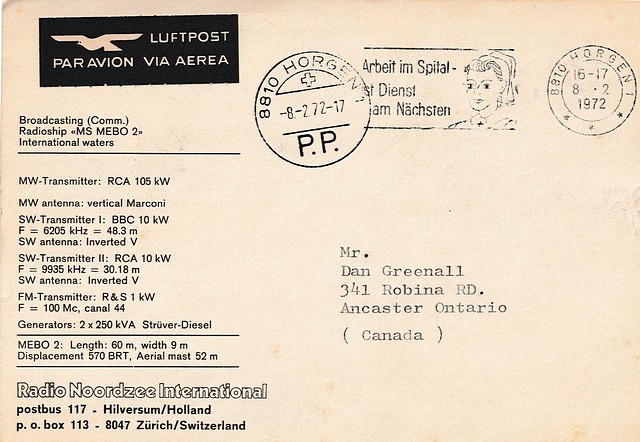 LUFTPOST
PAR AVION VIA AEREA
8810 HORGEN 1
-8-2 72-17
P.P.
Arbeit im Spital-
st Dienst
am Nächsten
8810 HORGEN 1
16-17
8. 2
1972
Broadcasting (Comm.)
Radioship «MS MEBO 2»
International waters
MW-Transmitter: RCA 105 kW
MW antenna: vertical Marconi
SW-Transmitter I: BBC 10 kW
F = 6205 kHz = 48.3 m
SW antenna: Inverted V
SW-Transmitter II: RCA 10 kW
F = 9935 kHz = 30.18 m
SW antenna: Inverted V
FM-Transmitter: R & S 1 kW
F = 100 Mc, canal 44
Generators: 2 x 250 kVA Strüver-Diesel
MEBO 2: Length: 60 m, width 9 m
Displacement 570 BRT, Aerial mast 52 m
Radio Noordzee International
postbus 117 - Hilversum/Holland
p. o. box 113 - 8047 Zürich/Switzerland
Mr.
Dan Greenall
341 Robina RD.
Ancaster Ontario
( Canada )